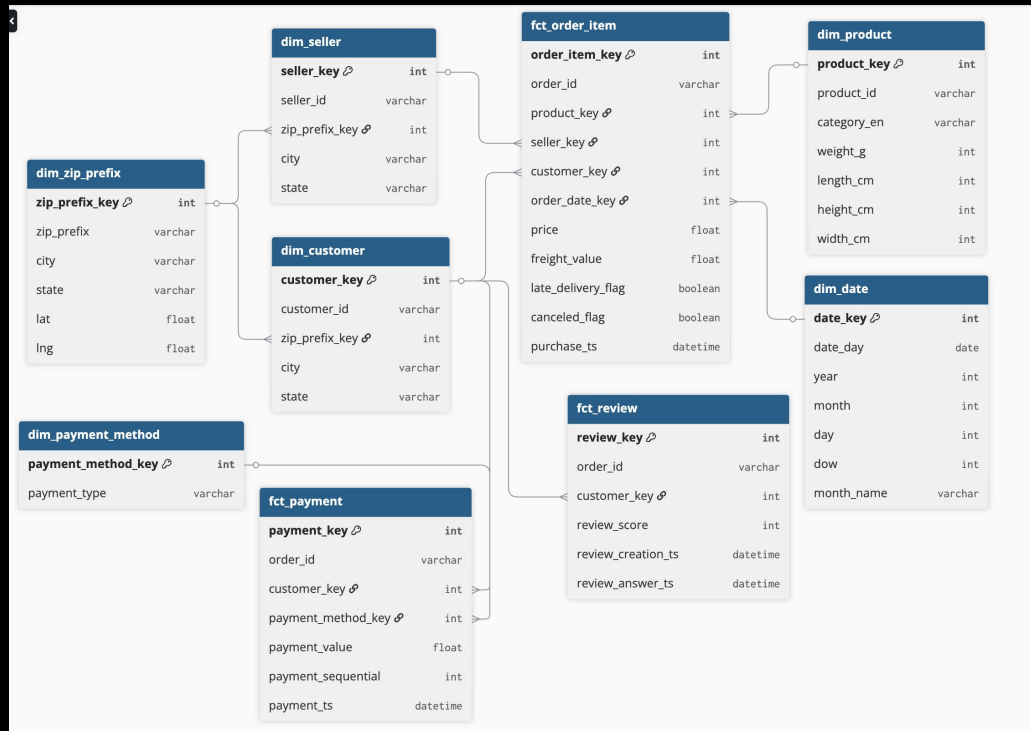 dim_seller
seller_key int
seller_id varchar
zip_prefix_key int
city varchar
state varchar
fct_order_item
order_item_key int
order_id varchar
product_key int
seller_key int
customer_key int
order_date_key int
price float
freight_value float
late_delivery_flag boolean
canceled_flag boolean
purchase_ts datetime
dim_product
product_key int
product_id varchar
category_en varchar
weight_g int
length_cm int
height_cm int
width_cm int
dim_zip_prefix
zip_prefix_key int
zip_prefix varchar
city varchar
state varchar
lat float
lng float
dim_customer
customer_key int
customer_id varchar
zip_prefix_key int
city varchar
state varchar
dim_date
date_key int
date_day date
year int
month int
day int
dow int
month_name varchar
dim_payment_method
payment_method_key int
payment_type varchar
fct_payment
payment_key int
order_id varchar
customer_key int
payment_method_key int
payment_value float
payment_sequential int
payment_ts datetime
fct_review
review_key int
order_id varchar
customer_key int
review_score int
review_creation_ts datetime
review_answer_ts datetime